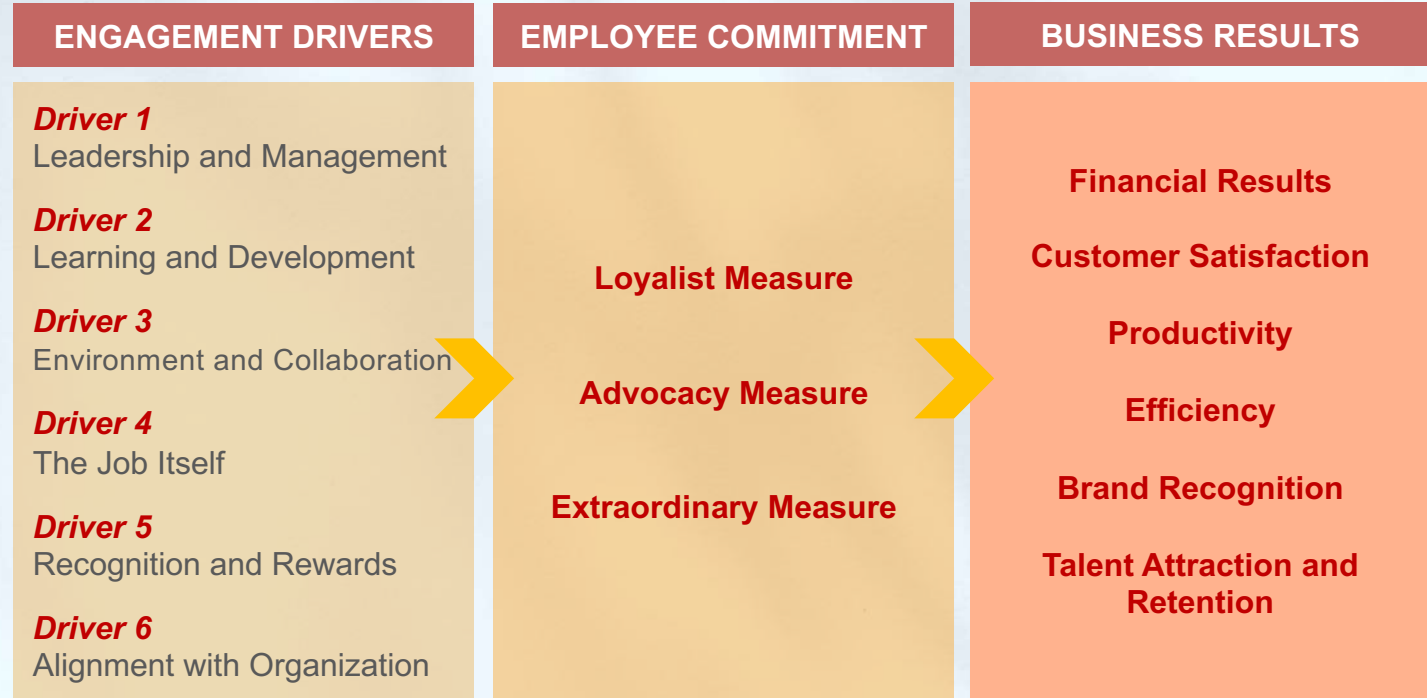 ENGAGEMENT DRIVERS
Driver 1
Leadership and Management
Driver 2
Learning and Development
Driver 3
Environment and Collaboration
Driver 4
The Job Itself
Driver 5
Recognition and Rewards
Driver 6
Alignment with Organization
EMPLOYEE COMMITMENT
Loyalist Measure
Advocacy Measure
Extraordinary Measure
BUSINESS RESULTS
Financial Results
Customer Satisfaction
Productivity
Efficiency
Brand Recognition
Talent Attraction and
Retention